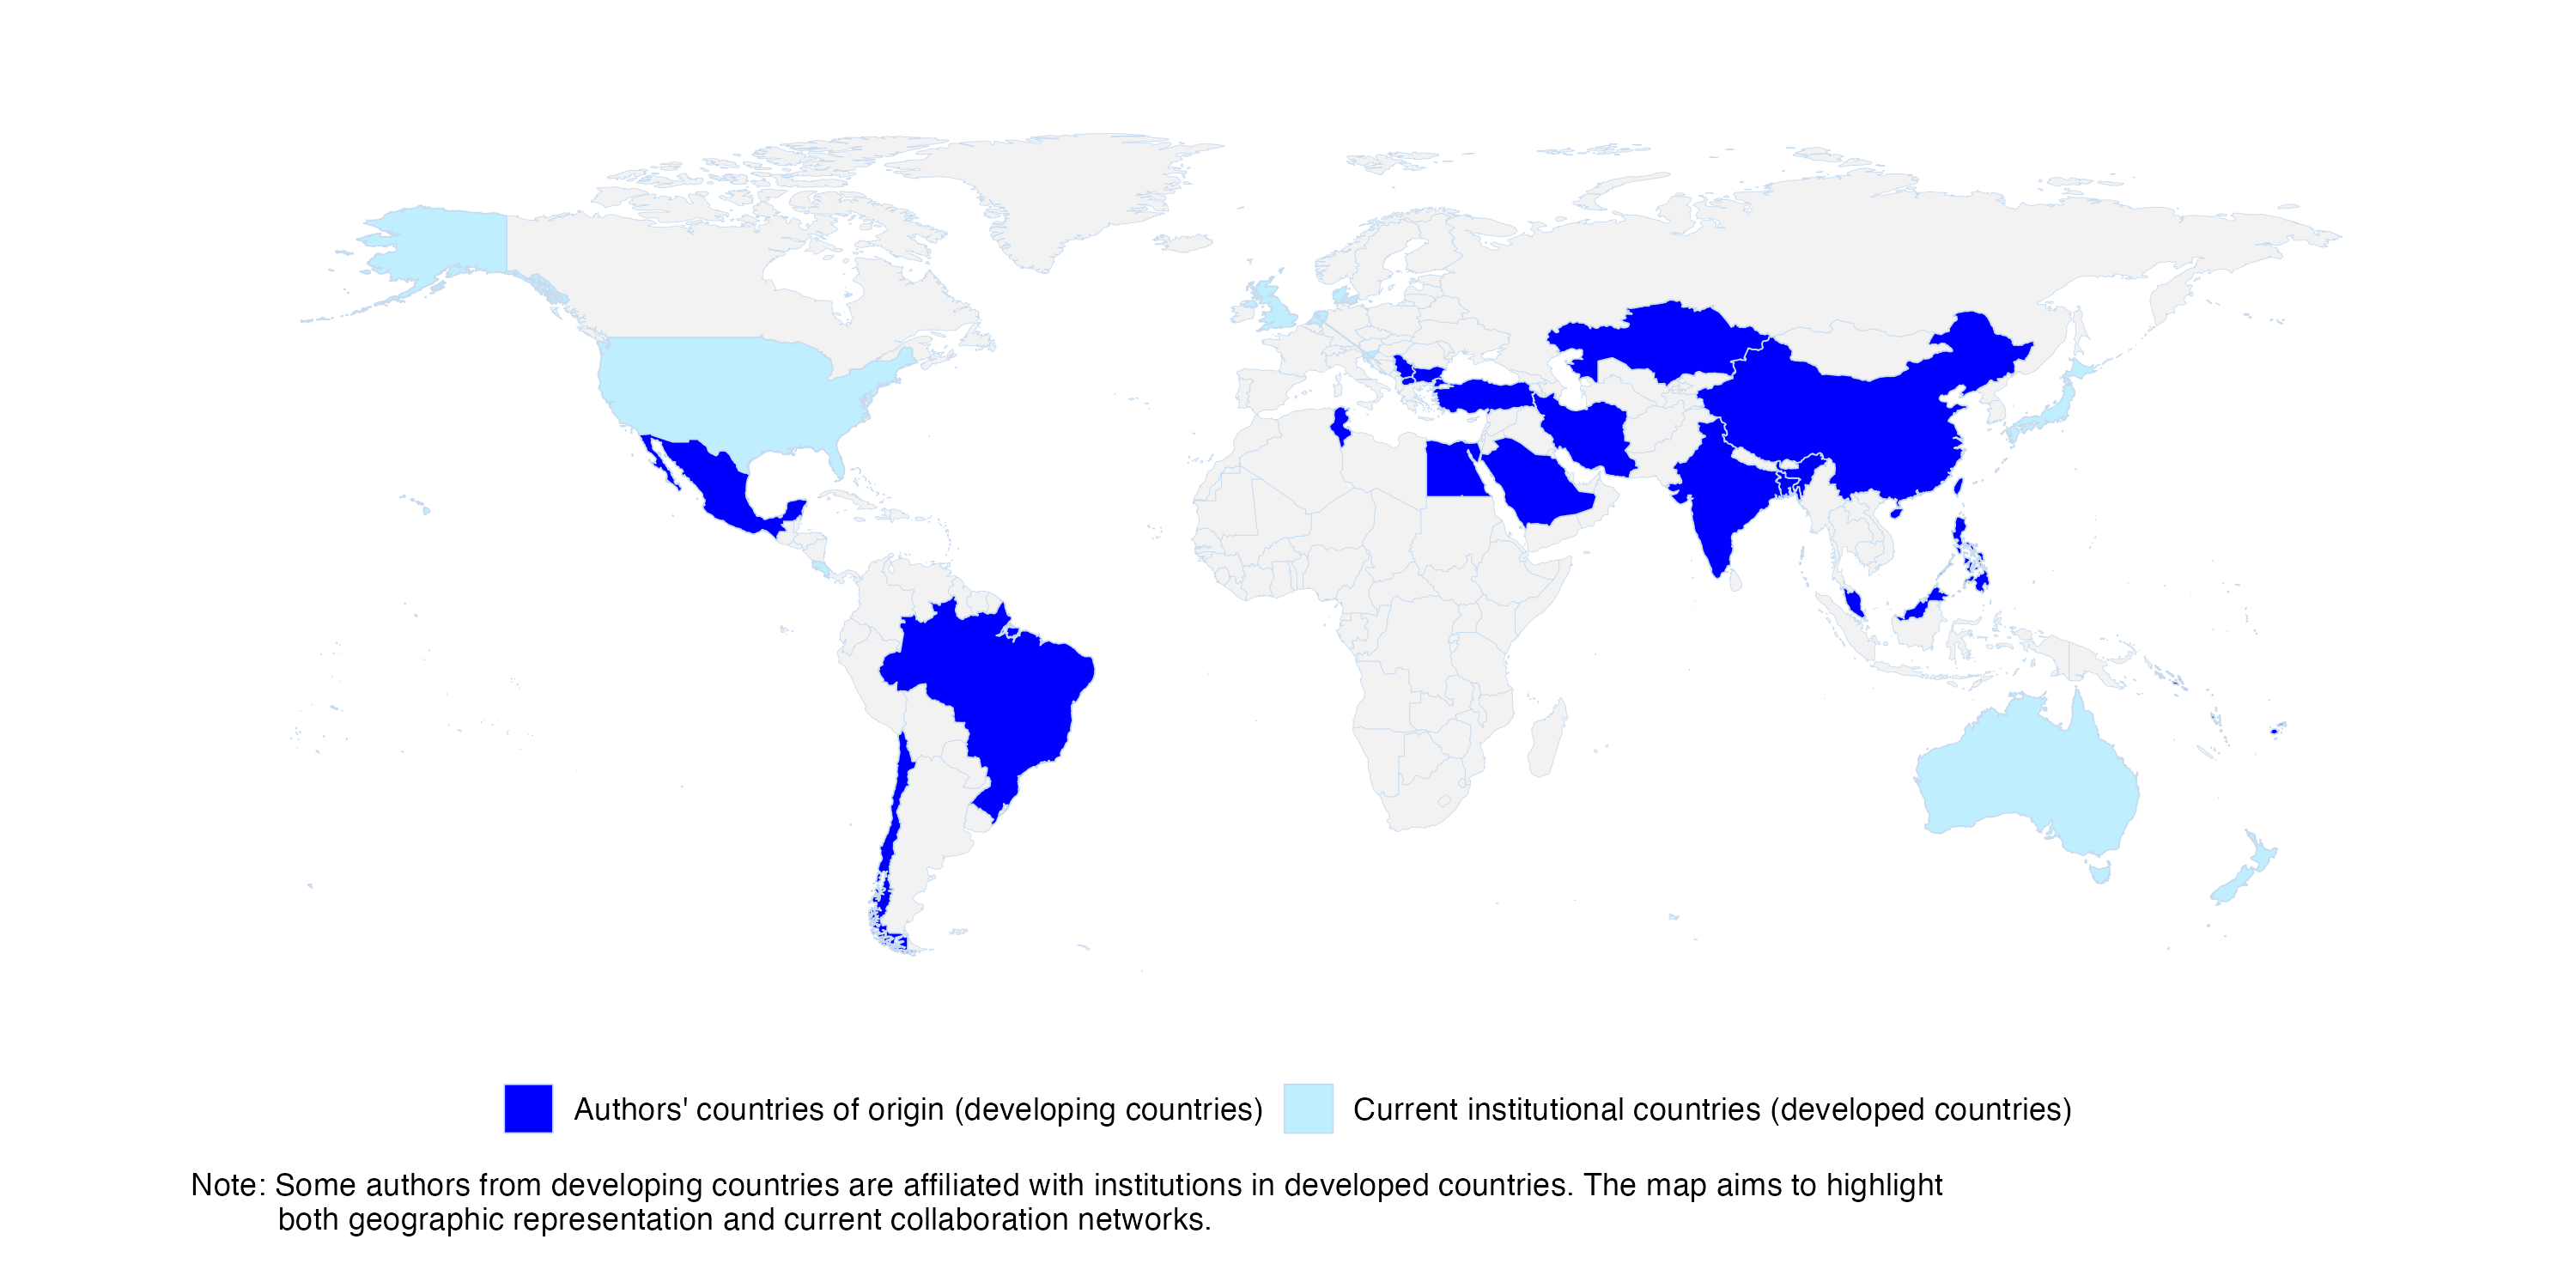 Authors' countries of origin (developing countries)
Current institutional countries (developed countries)
Note: Some authors from developing countries are affiliated with institutions in developed countries. The map aims to highlight
both geographic representation and current collaboration networks.